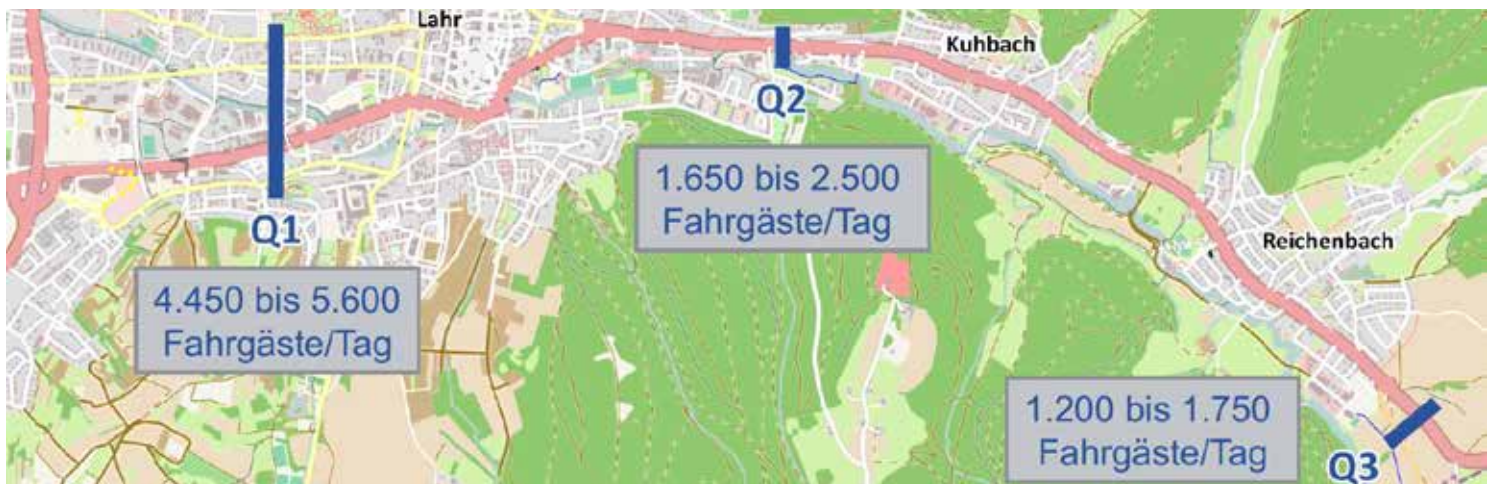 Lahr
Kuhbach
Q2
1.650 bis 2.500
Fahrgäste/Tag
Q1
Reichenbach
4.450 bis 5.600
Fahrgäste/Tag
1.200 bis 1.750
Fahrgäste/Tag
Q3